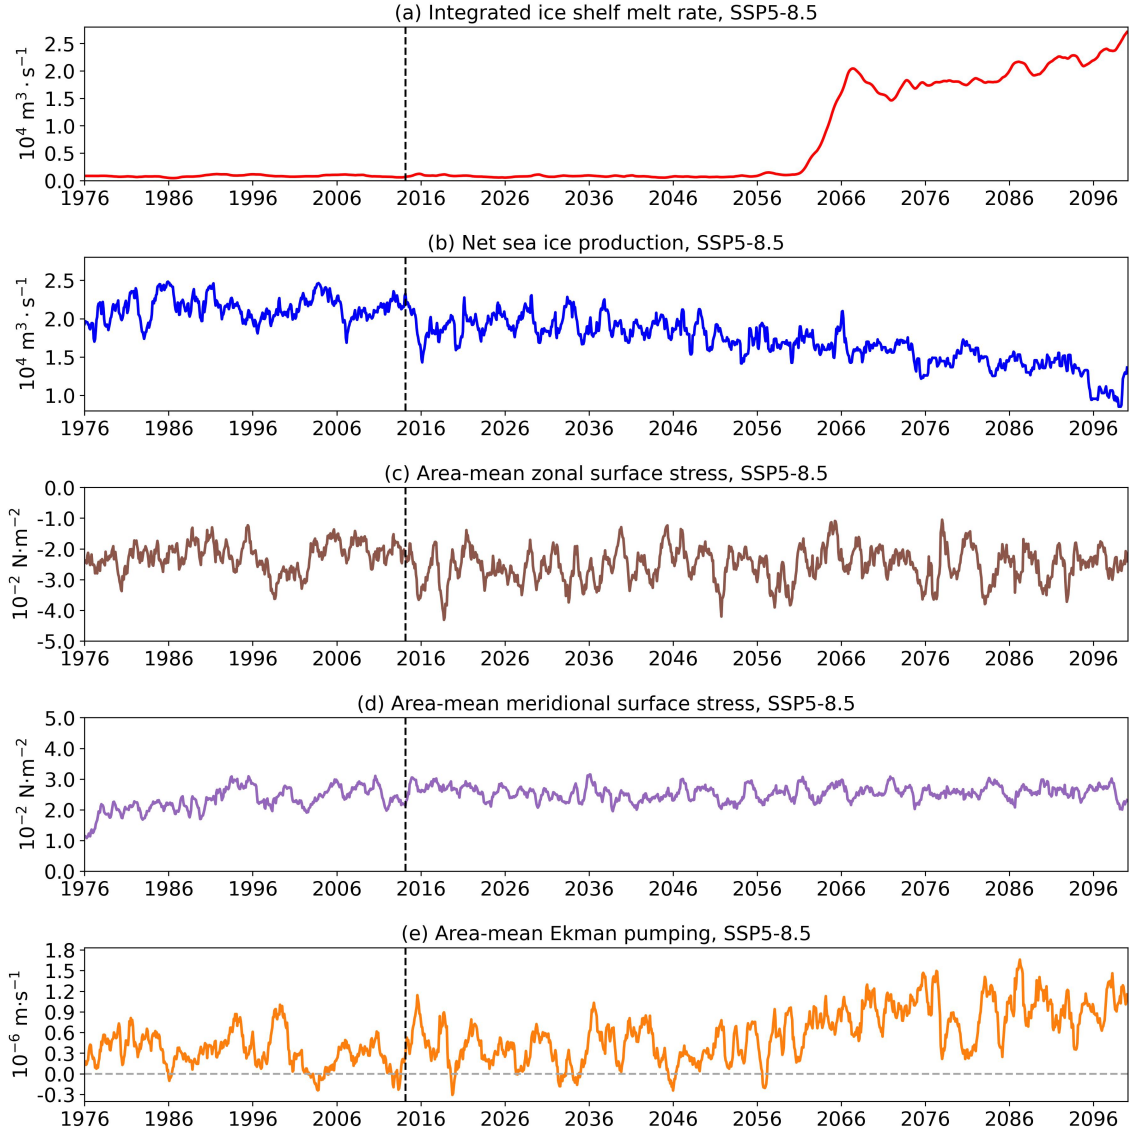 (a) Integrated ice shelf melt rate, SSP5-8.5
10⁴ m³ · s⁻¹
2.5
2.0
1.5
1.0
0.5
0.0
1976 1986 1996 2006 2016 2026 2036 2046 2056 2066 2076 2086 2096
(b) Net sea ice production, SSP5-8.5
10⁴ m³ · s⁻¹
2.5
2.0
1.5
1.0
1976 1986 1996 2006 2016 2026 2036 2046 2056 2066 2076 2086 2096
(c) Area-mean zonal surface stress, SSP5-8.5
10⁻² N·m⁻²
0.0
-1.0
-2.0
-3.0
-4.0
-5.0
1976 1986 1996 2006 2016 2026 2036 2046 2056 2066 2076 2086 2096
(d) Area-mean meridional surface stress, SSP5-8.5
10⁻² N·m⁻²
5.0
4.0
3.0
2.0
1.0
0.0
1976 1986 1996 2006 2016 2026 2036 2046 2056 2066 2076 2086 2096
(e) Area-mean Ekman pumping, SSP5-8.5
10⁻⁶ m·s⁻¹
1.8
1.5
1.2
0.9
0.6
0.3
0.0
-0.3
1976 1986 1996 2006 2016 2026 2036 2046 2056 2066 2076 2086 2096